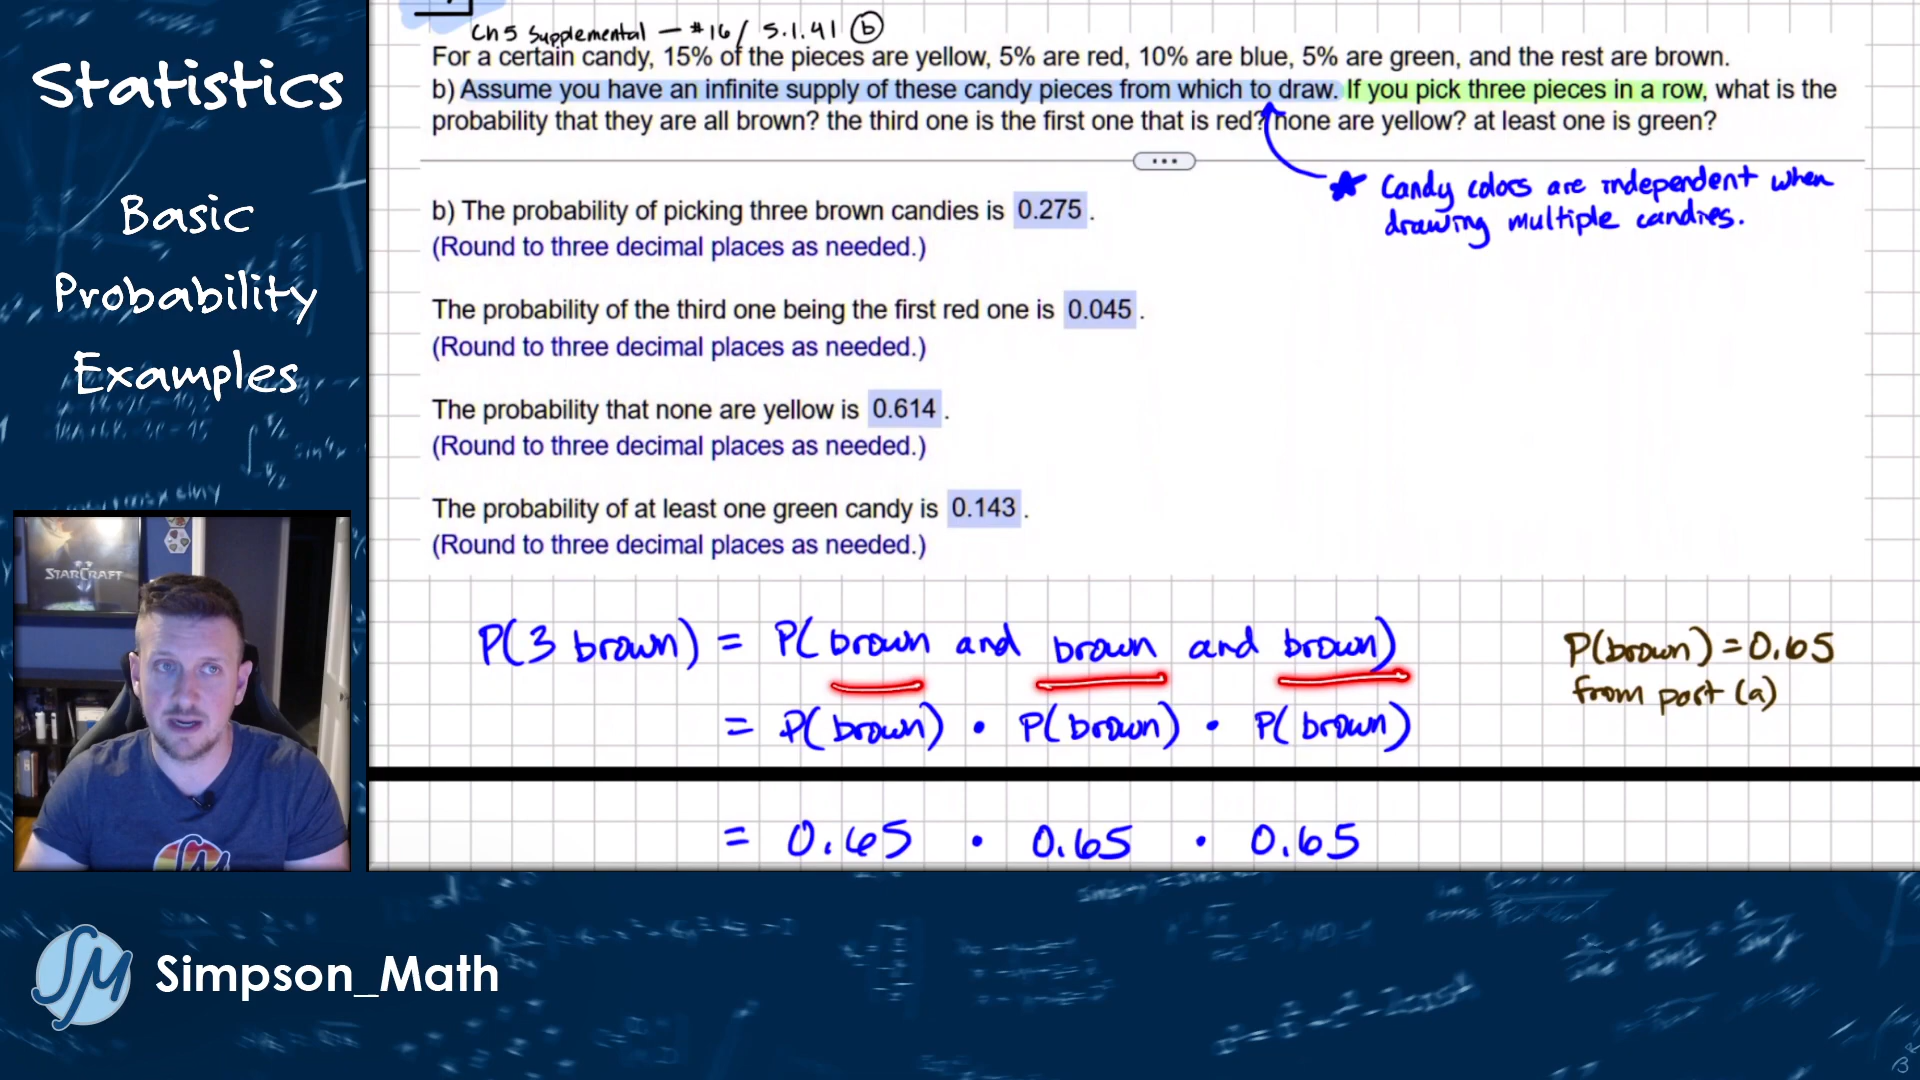 Statistics
Basic
Probability
Examples
STARCRAFT
SM
Simpson_Math
Ch 5 Supplemental — #16 / 5.1.41 (b)
For a certain candy, 15% of the pieces are yellow, 5% are red, 10% are blue, 5% are green, and the rest are brown.
b) Assume you have an infinite supply of these candy pieces from which to draw. If you pick three pieces in a row, what is the
probability that they are all brown? the third one is the first one that is red? none are yellow? at least one is green?
★ Candy colors are independent when
drawing multiple candies.
b) The probability of picking three brown candies is 0.275.
(Round to three decimal places as needed.)
The probability of the third one being the first red one is 0.045.
(Round to three decimal places as needed.)
The probability that none are yellow is 0.614.
(Round to three decimal places as needed.)
The probability of at least one green candy is 0.143.
(Round to three decimal places as needed.)
P(3 brown) = P(brown and brown and brown)
= P(brown) • P(brown) • P(brown)
P(brown) = 0.65
from part (a)
= 0.65 • 0.65 • 0.65